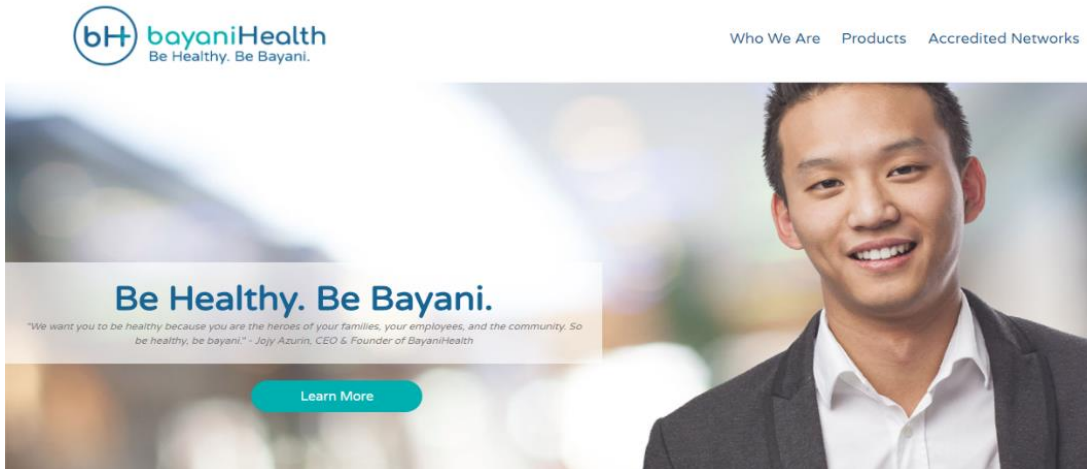 bH bayaniHealth
Be Healthy. Be Bayani.
Who We Are Products Accredited Networks
Be Healthy. Be Bayani.
"We want you to be healthy because you are the heroes of your families, your employees, and the community. So
be healthy, be bayani." - Jojy Azurin, CEO & Founder of BayaniHealth
Learn More